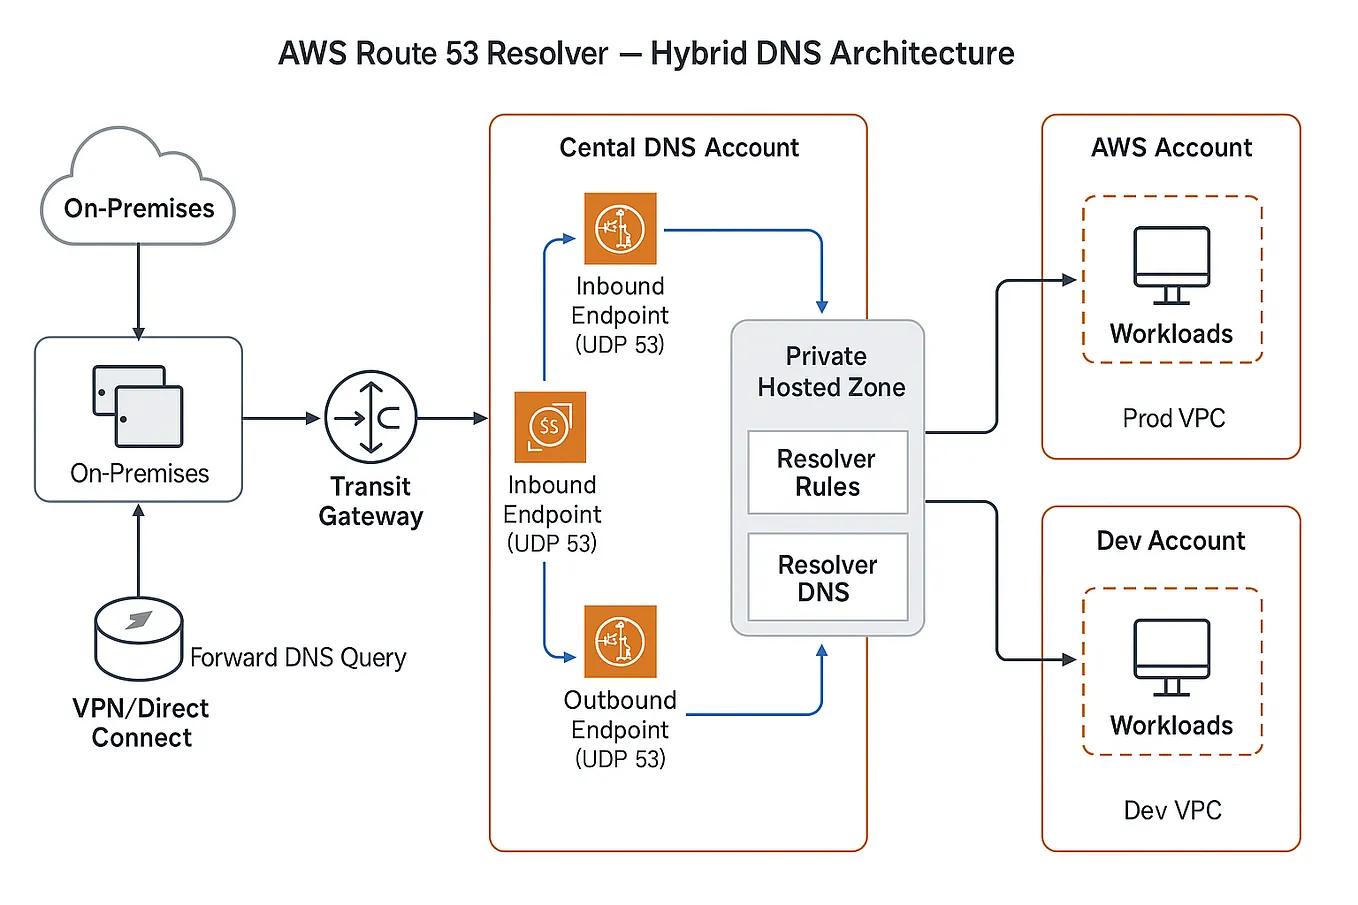 AWS Route 53 Resolver — Hybrid DNS Architecture
On-Premises
On-Premises
VPN/Direct
Connect
Forward DNS Query
Transit
Gateway
Cental DNS Account
Inbound
Endpoint
(UDP 53)
$S
Inbound
Endpoint
(UDP 53)
Outbound
Endpoint
(UDP 53)
Private
Hosted Zone
Resolver
Rules
Resolver
DNS
AWS Account
Workloads
Prod VPC
Dev Account
Workloads
Dev VPC